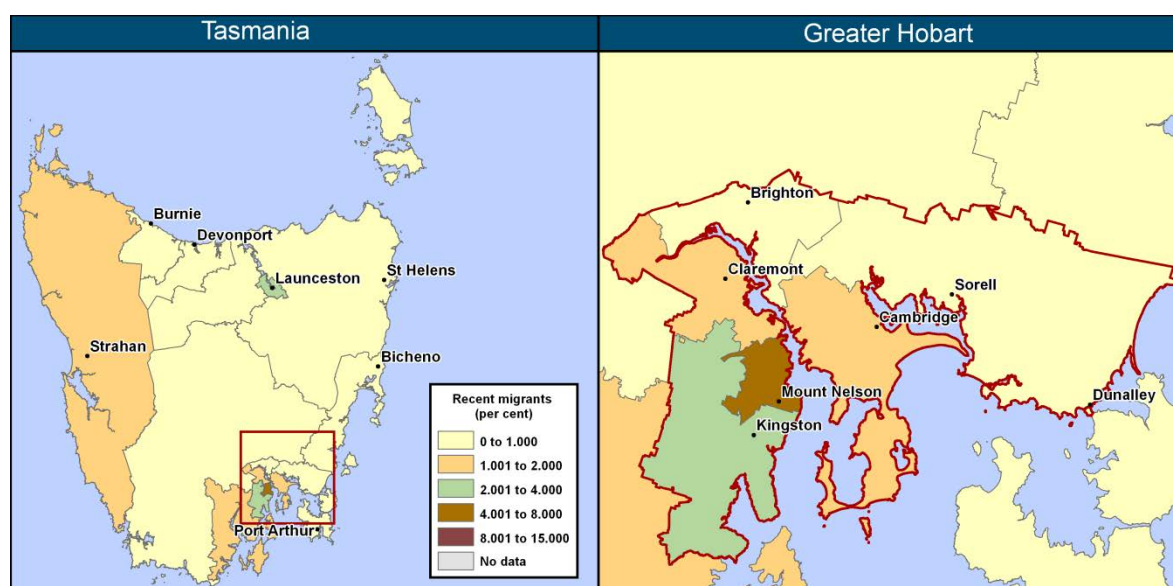 Tasmania
Greater Hobart
Burnie
Devonport
Launceston
St Helens
Strahan
Bicheno
Port Arthur
Recent migrants
(per cent)
0 to 1.000
1.001 to 2.000
2.001 to 4.000
4.001 to 8.000
8.001 to 15.000
No data
Brighton
Claremont
Sorell
Cambridge
Mount Nelson
Dunalley
Kingston